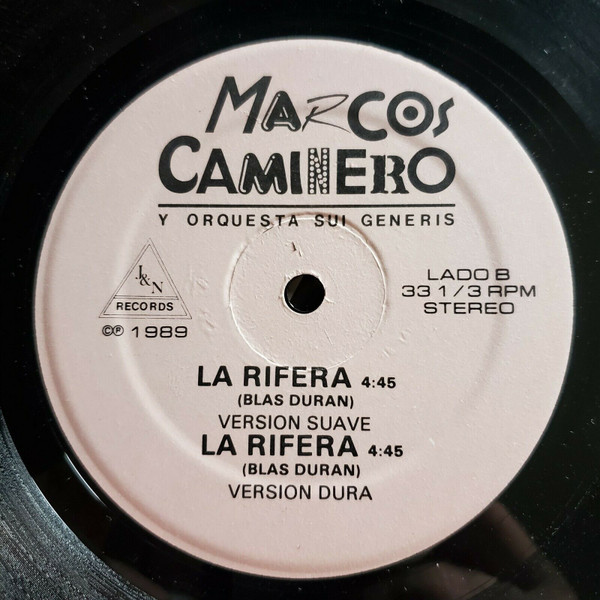 MARCOS
CAMINERO
Y ORQUESTA SUI GENERIS
J&N
RECORDS
©℗ 1989
LADO B
33 1/3 RPM
STEREO
LA RIFERA 4:45
(BLAS DURAN)
VERSION SUAVE
LA RIFERA 4:45
(BLAS DURAN)
VERSION DURA